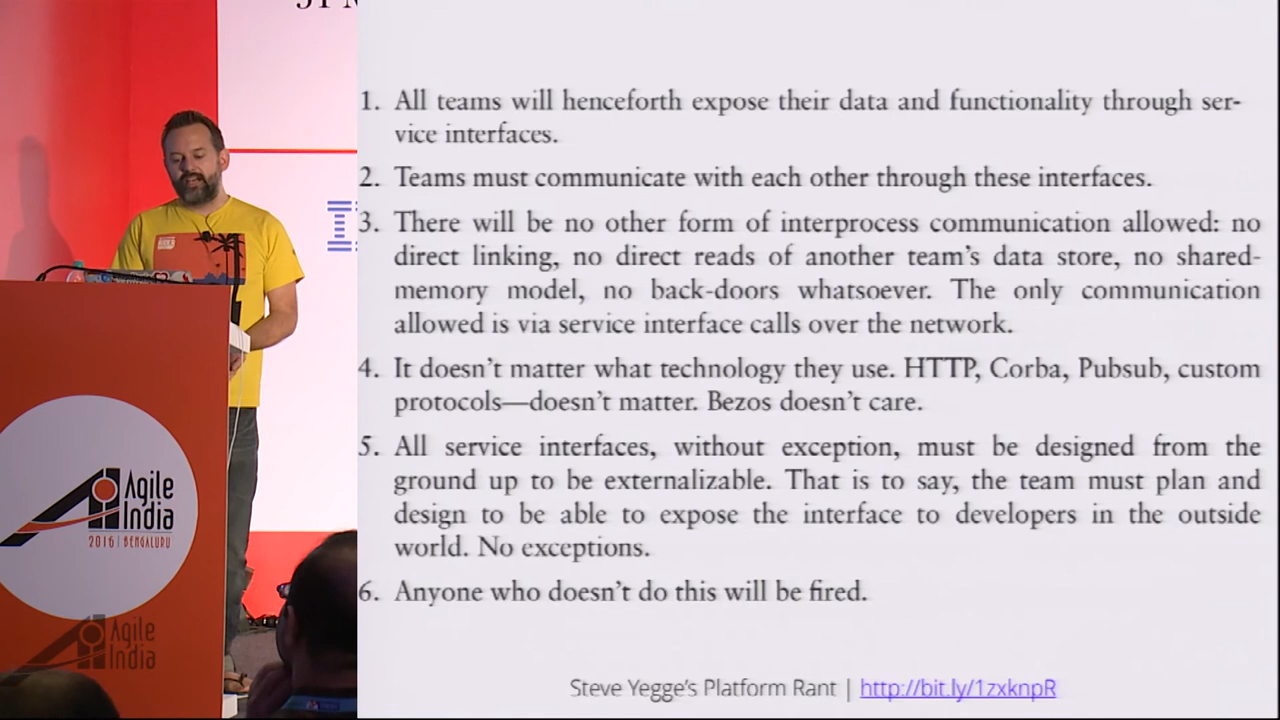 1. All teams will henceforth expose their data and functionality through ser-
vice interfaces.
2. Teams must communicate with each other through these interfaces.
3. There will be no other form of interprocess communication allowed: no
direct linking, no direct reads of another team's data store, no shared-
memory model, no back-doors whatsoever. The only communication
allowed is via service interface calls over the network.
4. It doesn't matter what technology they use. HTTP, Corba, Pubsub, custom
protocols—doesn't matter. Bezos doesn't care.
5. All service interfaces, without exception, must be designed from the
ground up to be externalizable. That is to say, the team must plan and
design to be able to expose the interface to developers in the outside
world. No exceptions.
6. Anyone who doesn't do this will be fired.
Steve Yegge's Platform Rant | http://bit.ly/1zxknpR
Agile
India
2016 | BENGALURU
Agile
India